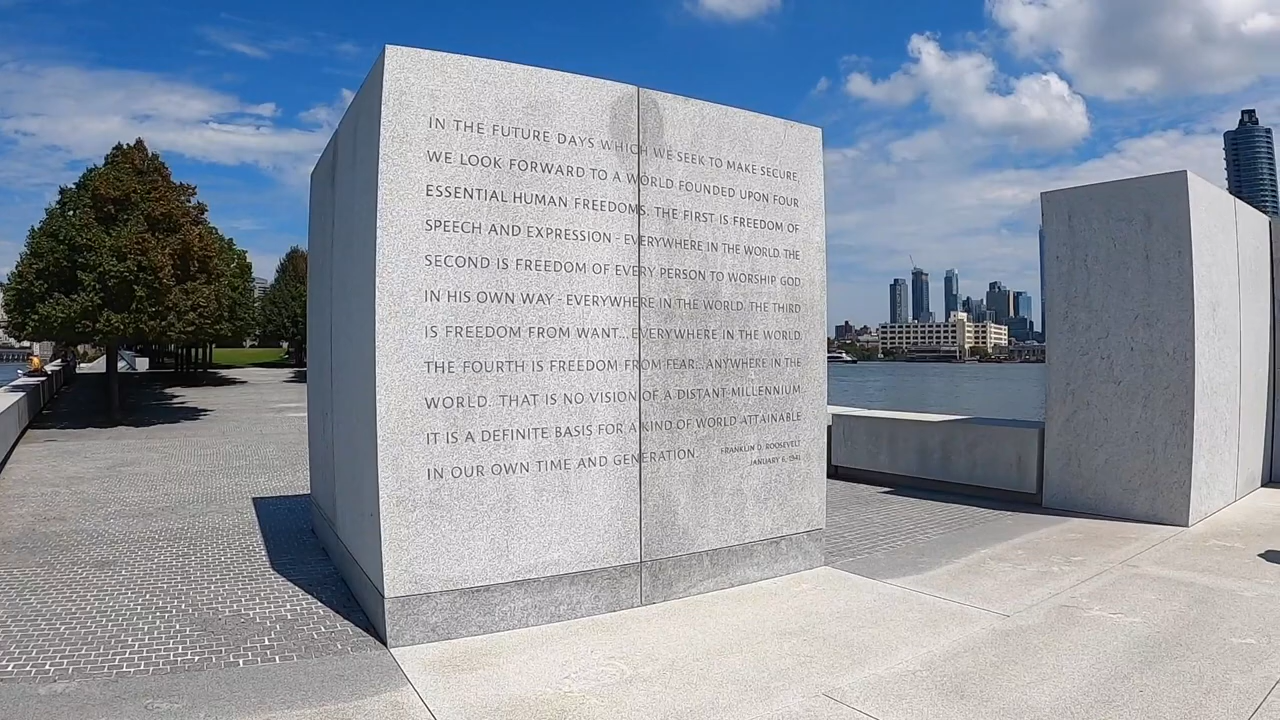 IN THE FUTURE DAYS WHICH WE SEEK TO MAKE SECURE,
WE LOOK FORWARD TO A WORLD FOUNDED UPON FOUR
ESSENTIAL HUMAN FREEDOMS. THE FIRST IS FREEDOM OF
SPEECH AND EXPRESSION - EVERYWHERE IN THE WORLD. THE
SECOND IS FREEDOM OF EVERY PERSON TO WORSHIP GOD
IN HIS OWN WAY - EVERYWHERE IN THE WORLD. THE THIRD
IS FREEDOM FROM WANT...EVERYWHERE IN THE WORLD.
THE FOURTH IS FREEDOM FROM FEAR...ANYWHERE IN THE
WORLD. THAT IS NO VISION OF A DISTANT MILLENNIUM.
IT IS A DEFINITE BASIS FOR A KIND OF WORLD ATTAINABLE
IN OUR OWN TIME AND GENERATION.
FRANKLIN D. ROOSEVELT
JANUARY 6, 1941